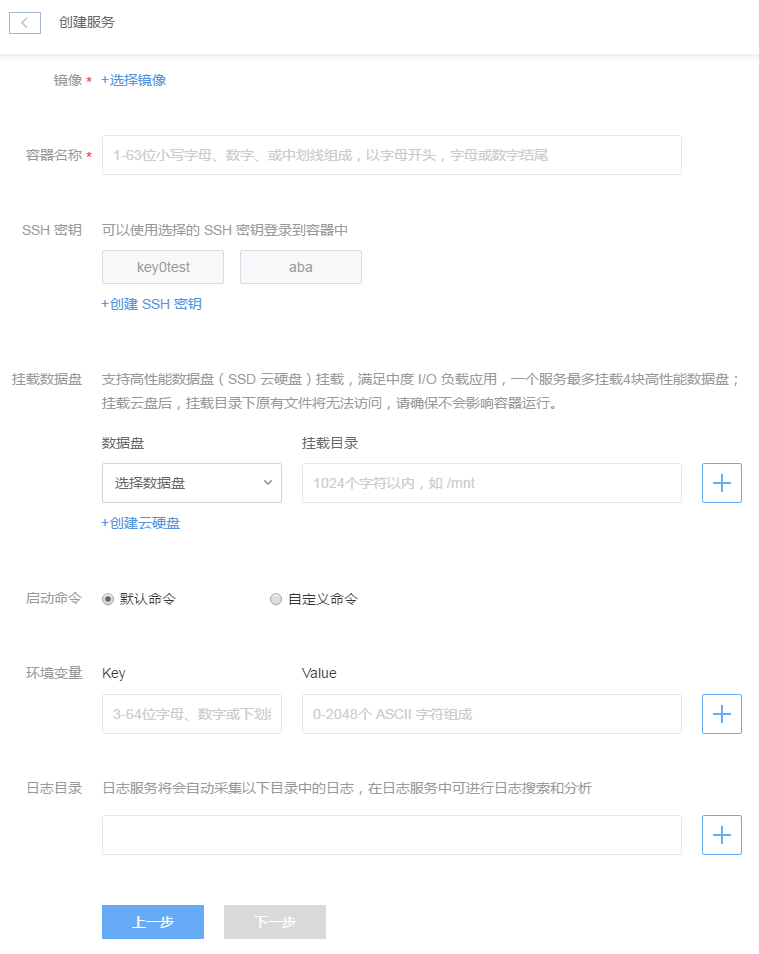 创建服务
镜像 * +选择镜像
容器名称 * 1-63位小写字母、数字、或中划线组成，以字母开头，字母或数字结尾
SSH 密钥 可以使用选择的 SSH 密钥登录到容器中
key0test aba
+创建 SSH 密钥
挂载数据盘 支持高性能数据盘（SSD 云硬盘）挂载，满足中度 I/O 负载应用，一个服务最多挂载4块高性能数据盘；
挂载云盘后，挂载目录下原有文件将无法访问，请确保不会影响容器运行。
数据盘 挂载目录
选择数据盘 1024个字符以内，如 /mnt
+创建云硬盘
启动命令 默认命令 自定义命令
环境变量 Key Value
3-64位字母、数字或下划 0-2048个 ASCII 字符组成
日志目录 日志服务将会自动采集以下目录中的日志，在日志服务中可进行日志搜索和分析
上一步 下一步